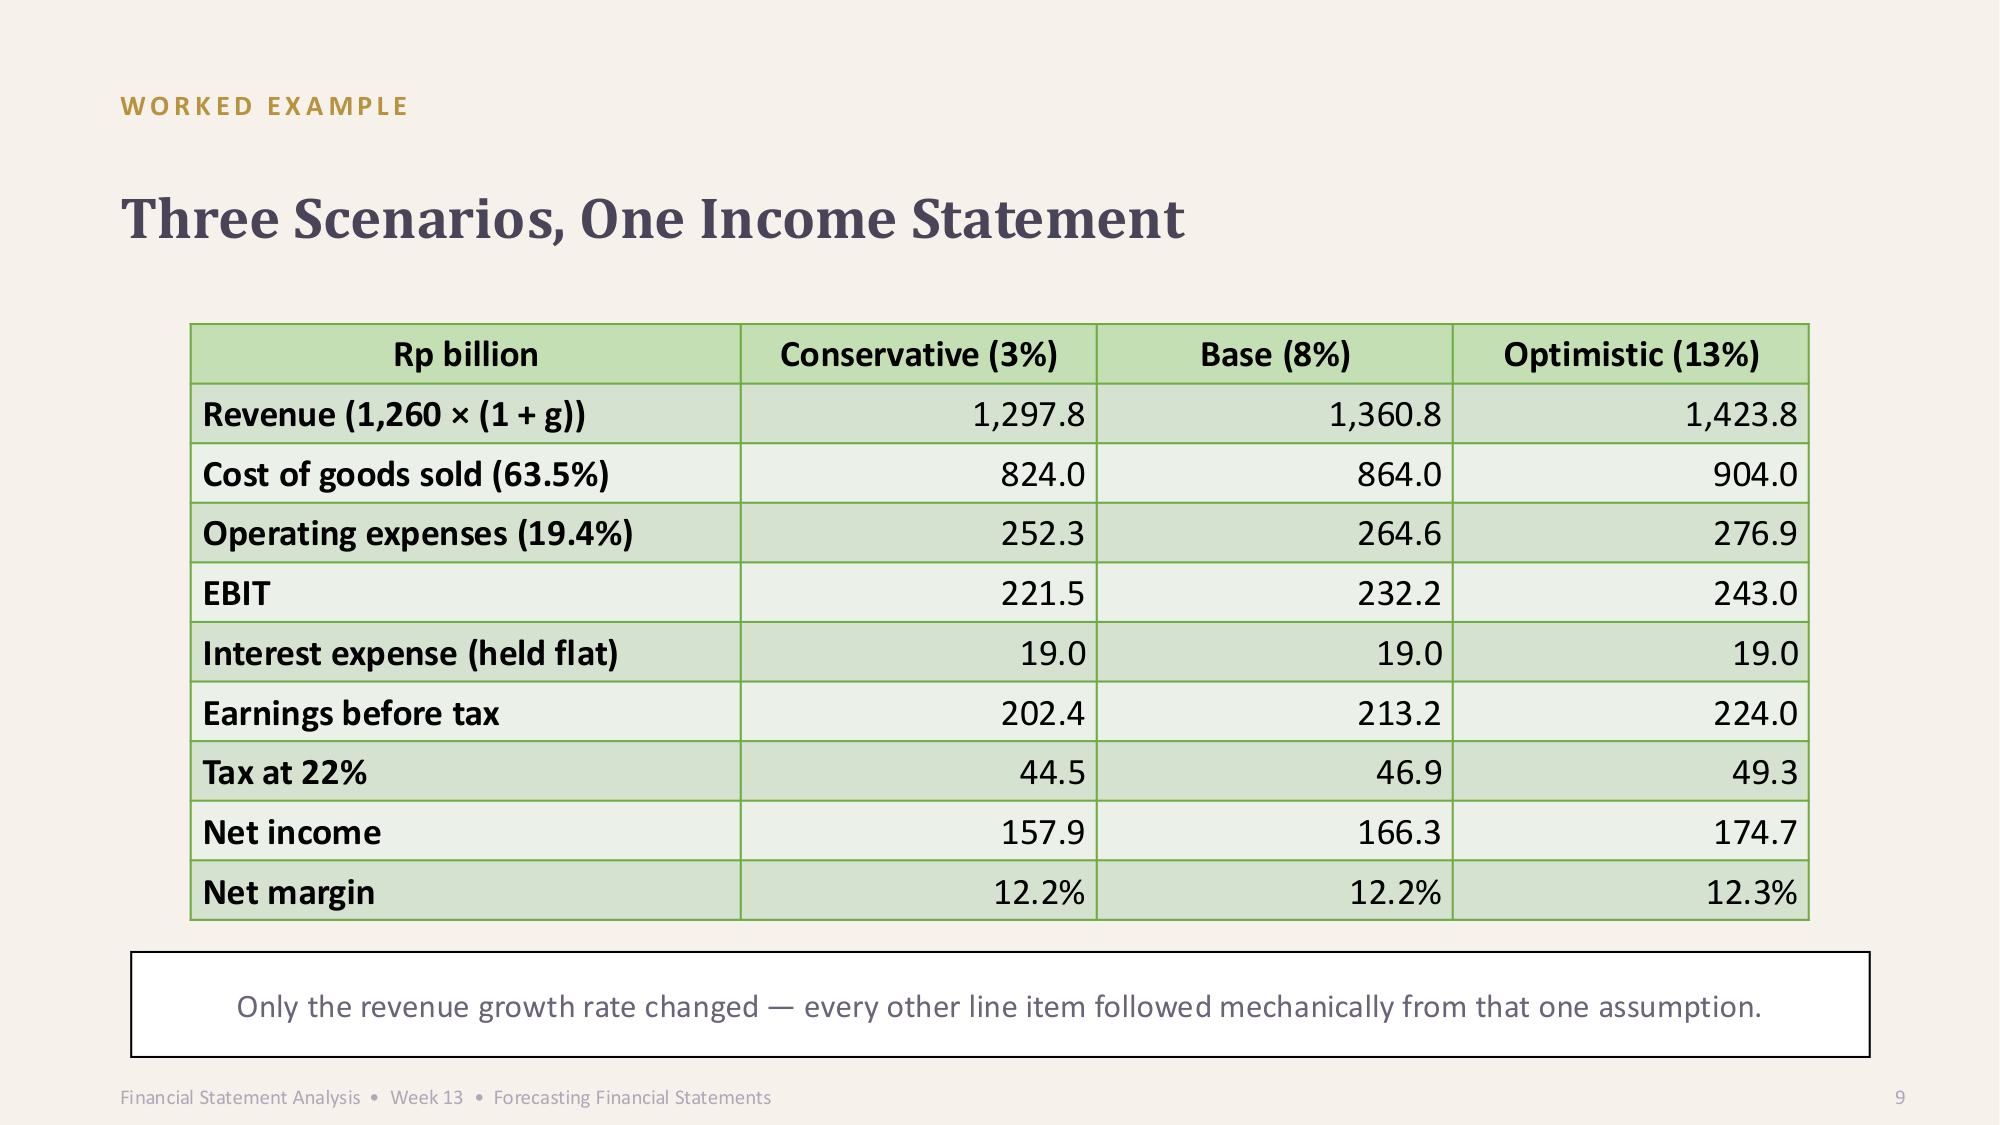 WORKED EXAMPLE
Three Scenarios, One Income Statement
Rp billion Conservative (3%) Base (8%) Optimistic (13%)
Revenue (1,260 × (1 + g)) 1,297.8 1,360.8 1,423.8
Cost of goods sold (63.5%) 824.0 864.0 904.0
Operating expenses (19.4%) 252.3 264.6 276.9
EBIT 221.5 232.2 243.0
Interest expense (held flat) 19.0 19.0 19.0
Earnings before tax 202.4 213.2 224.0
Tax at 22% 44.5 46.9 49.3
Net income 157.9 166.3 174.7
Net margin 12.2% 12.2% 12.3%
Only the revenue growth rate changed — every other line item followed mechanically from that one assumption.
Financial Statement Analysis • Week 13 • Forecasting Financial Statements 9